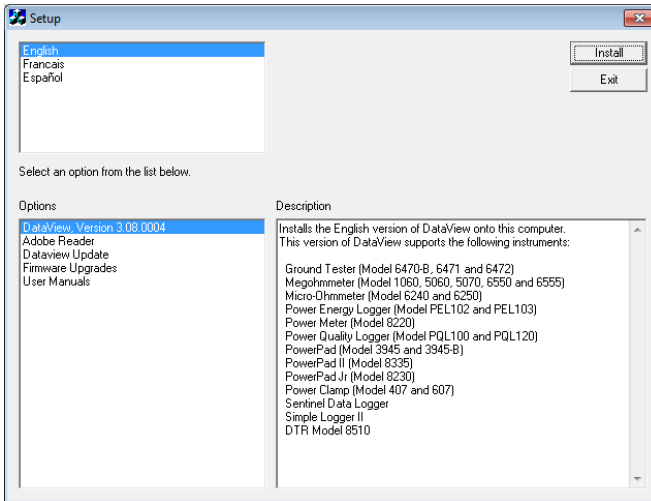 Setup
English
Francais
Español
Install
Exit
Select an option from the list below.
Options
DataView, Version 3.08.0004
Adobe Reader
Dataview Update
Firmware Upgrades
User Manuals
Description
Installs the English version of DataView onto this computer.
This version of DataView supports the following instruments:
Ground Tester (Model 6470-B, 6471 and 6472)
Megohmmeter (Model 1060, 5060, 5070, 6550 and 6555)
Micro-Ohmmeter (Model 6240 and 6250)
Power Energy Logger (Model PEL102 and PEL103)
Power Meter (Model 8220)
Power Quality Logger (Model PQL100 and PQL120)
PowerPad (Model 3945 and 3945-B)
PowerPad II (Model 8335)
PowerPad Jr (Model 8230)
Power Clamp (Model 407 and 607)
Sentinel Data Logger
Simple Logger II
DTR Model 8510